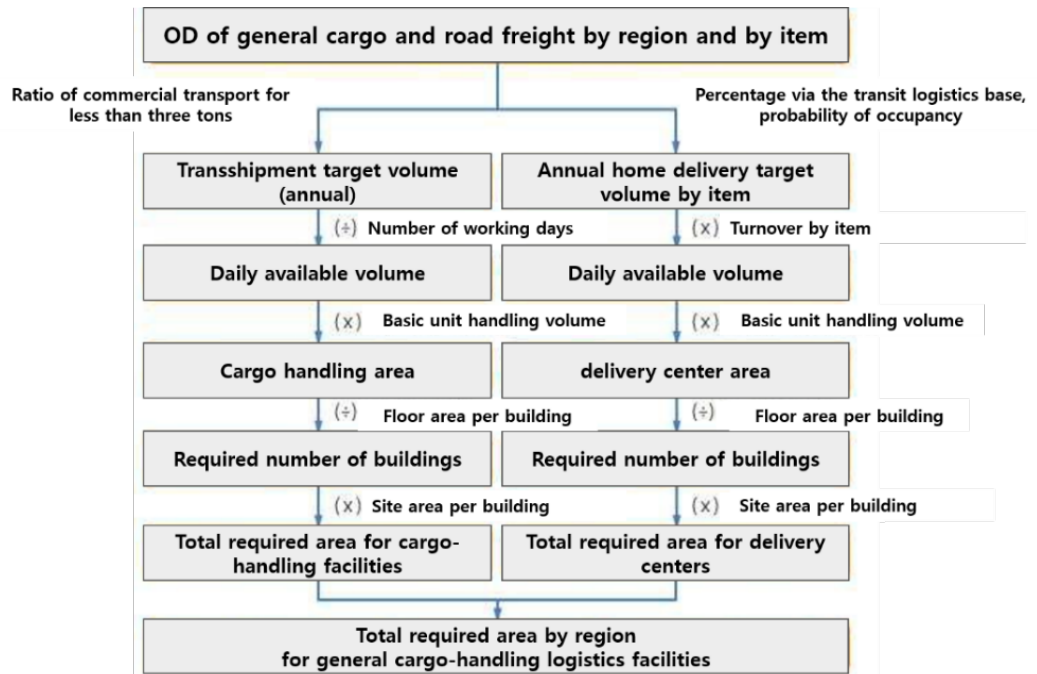 OD of general cargo and road freight by region and by item
Ratio of commercial transport for
less than three tons
Percentage via the transit logistics base,
probability of occupancy
Transshipment target volume
(annual)
Annual home delivery target
volume by item
(÷) Number of working days
(x) Turnover by item
Daily available volume
Daily available volume
(x) Basic unit handling volume
(x) Basic unit handling volume
Cargo handling area
delivery center area
(÷) Floor area per building
(÷) Floor area per building
Required number of buildings
Required number of buildings
(x) Site area per building
(x) Site area per building
Total required area for cargo-
handling facilities
Total required area for delivery
centers
Total required area by region
for general cargo-handling logistics facilities